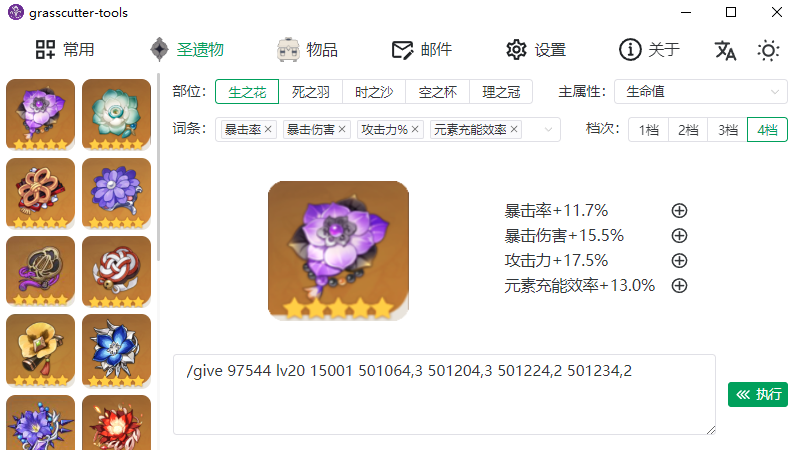 grasscutter-tools
常用 圣遗物 物品 邮件 设置 关于
部位: 生之花 死之羽 时之沙 空之杯 理之冠 主属性: 生命值
词条: 暴击率 × 暴击伤害 × 攻击力% × 元素充能效率 × 档次: 1档 2档 3档 4档
暴击率+11.7%
暴击伤害+15.5%
攻击力+17.5%
元素充能效率+13.0%
/give 97544 lv20 15001 501064,3 501204,3 501224,2 501234,2
执行